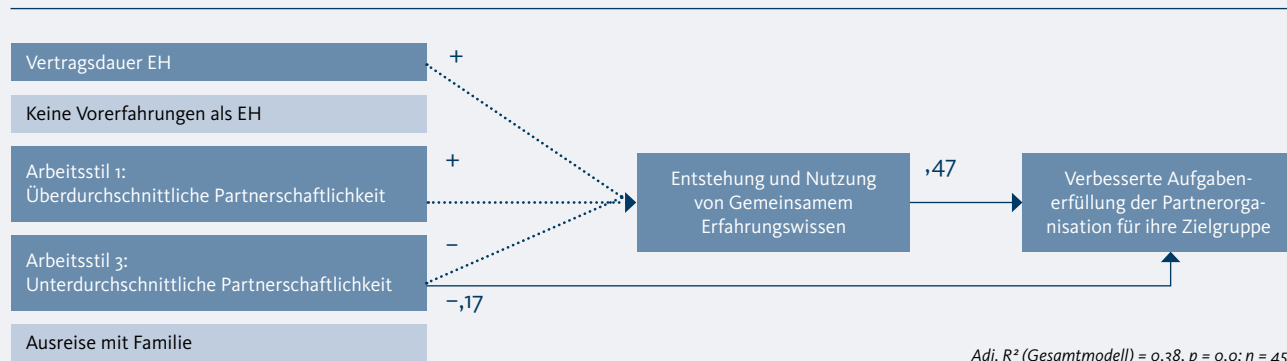 Vertragsdauer EH
+
Keine Vorerfahrungen als EH
Arbeitsstil 1:
Überdurchschnittliche Partnerschaftlichkeit
+
Arbeitsstil 3:
Unterdurchschnittliche Partnerschaftlichkeit
–
–,17
Ausreise mit Familie
Entstehung und Nutzung
von Gemeinsamem
Erfahrungswissen
,47
Verbesserte Aufgaben-
erfüllung der Partnerorga-
nisation für ihre Zielgruppe
Adj. R² (Gesamtmodell) = 0,38, p = 0,0; n =